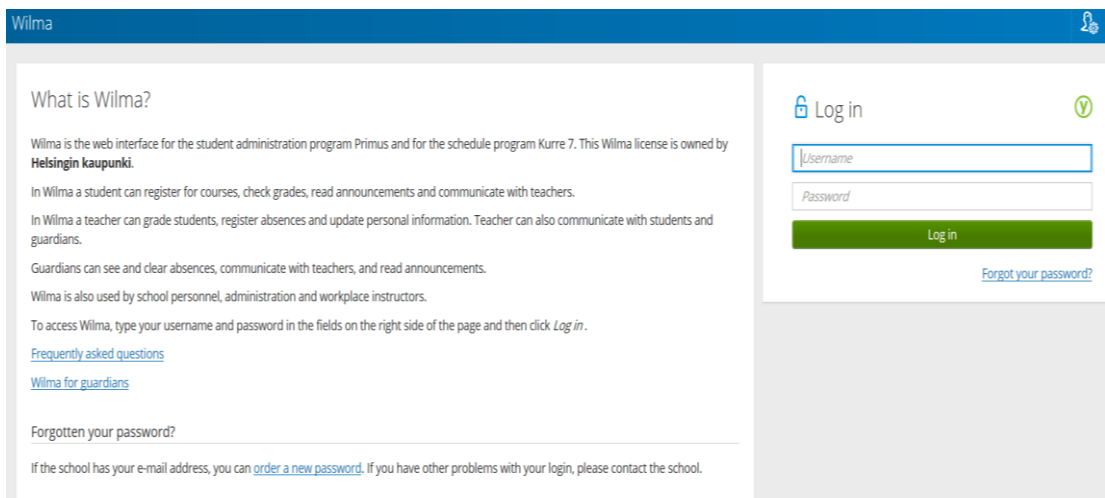 Wilma
What is Wilma?
Wilma is the web interface for the student administration program Primus and for the schedule program Kurre 7. This Wilma license is owned by
Helsingin kaupunki.
In Wilma a student can register for courses, check grades, read announcements and communicate with teachers.
In Wilma a teacher can grade students, register absences and update personal information. Teacher can also communicate with students and
guardians.
Guardians can see and clear absences, communicate with teachers, and read announcements.
Wilma is also used by school personnel, administration and workplace instructors.
To access Wilma, type your username and password in the fields on the right side of the page and then click Log in .
Frequently asked questions
Wilma for guardians
Forgotten your password?
If the school has your e-mail address, you can order a new password. If you have other problems with your login, please contact the school.
Log in
Username
Password
Log in
Forgot your password?